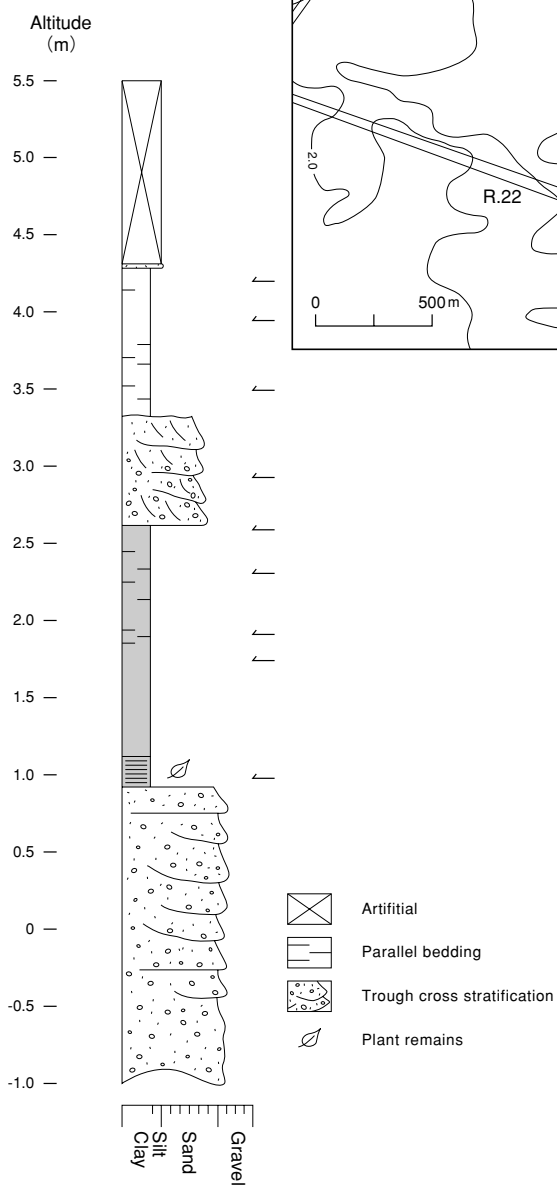 Altitude
(m)
5.5
5.0
4.5
4.0
3.5
3.0
2.5
2.0
1.5
1.0
0.5
0
-0.5
-1.0
Clay
Silt
Sand
Gravel
2.0
R.22
0 500m
Artifitial
Parallel bedding
Trough cross stratification
Plant remains